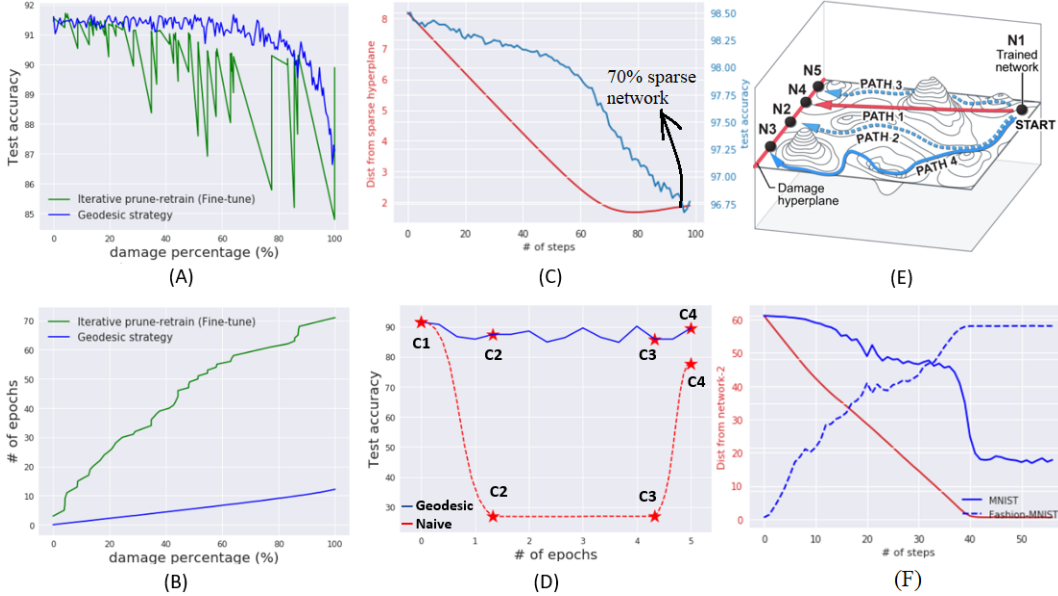 92
91
90
89
88
87
86
85
Test accuracy
Iterative prune-retrain (Fine-tune)
Geodesic strategy
0 20 40 60 80 100
damage percentage (%)
(A)
8
7
6
5
4
3
2
Dist from sparse hyperplane
70% sparse
network
98.50
98.25
98.00
97.75
97.50
97.25
97.00
96.75
test accuracy
0 20 40 60 80 100
# of steps
(C)
N1
Trained
network
START
N5
N4
N2
N3
PATH 3
PATH 1
PATH 2
PATH 4
Damage
hyperplane
(E)
70
60
50
40
30
20
10
0
# of epochs
Iterative prune-retrain (Fine-tune)
Geodesic strategy
0 20 40 60 80 100
damage percentage (%)
(B)
90
80
70
60
50
40
30
Test accuracy
C1
C2
C3
C4
C4
C2
C3
Geodesic
Naive
0 1 2 3 4 5
# of epochs
(D)
60
50
40
30
20
10
0
Dist from network-2
MNIST
Fashion-MNIST
0 10 20 30 40 50
# of steps
(F)